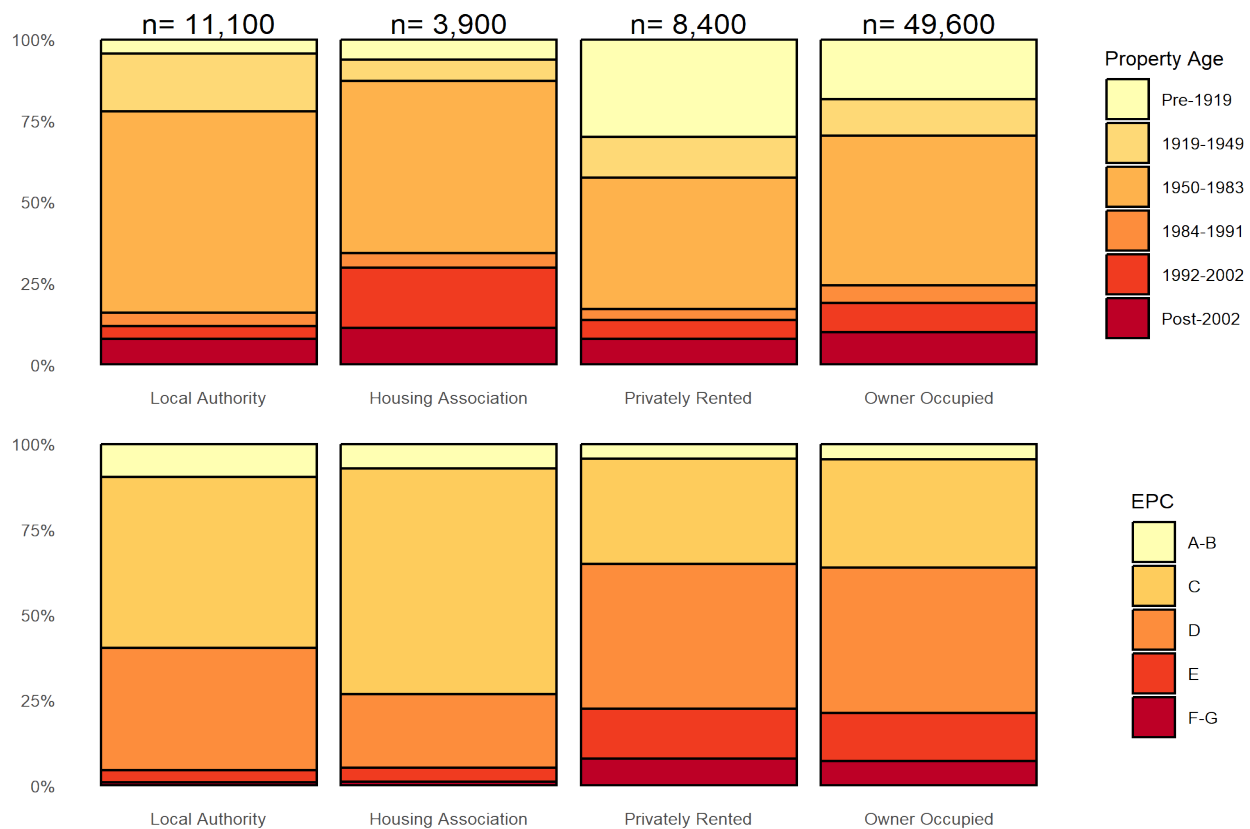 n= 11,100
n= 3,900
n= 8,400
n= 49,600
100%
75%
50%
25%
0%
Local Authority
Housing Association
Privately Rented
Owner Occupied
Property Age
Pre-1919
1919-1949
1950-1983
1984-1991
1992-2002
Post-2002
100%
75%
50%
25%
0%
Local Authority
Housing Association
Privately Rented
Owner Occupied
EPC
A-B
C
D
E
F-G